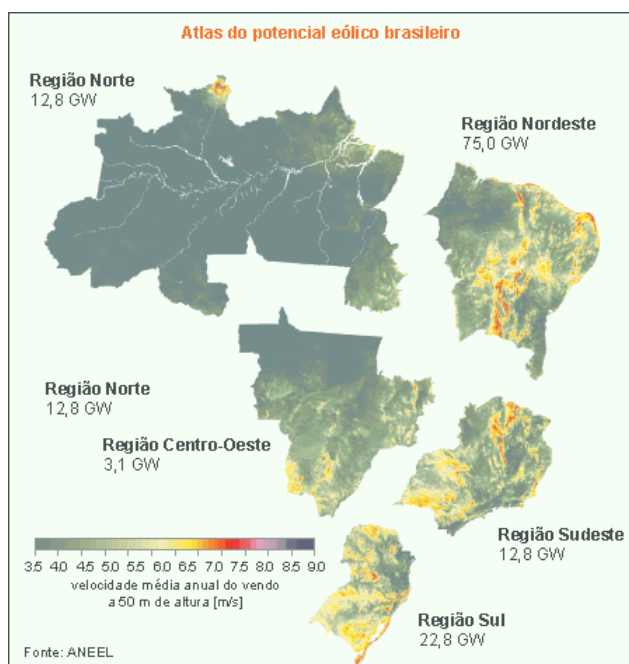 Atlas do potencial eólico brasileiro
Região Norte
12,8 GW
Região Nordeste
75,0 GW
Região Norte
12,8 GW
Região Centro-Oeste
3,1 GW
Região Sudeste
12,8 GW
3.5 4.0 4.5 5.0 5.5 6.0 6.5 7.0 7.5 8.0 8.5 9.0
velocidade média anual do vendo
a 50 m de altura [m/s]
Região Sul
22,8 GW
Fonte: ANEEL